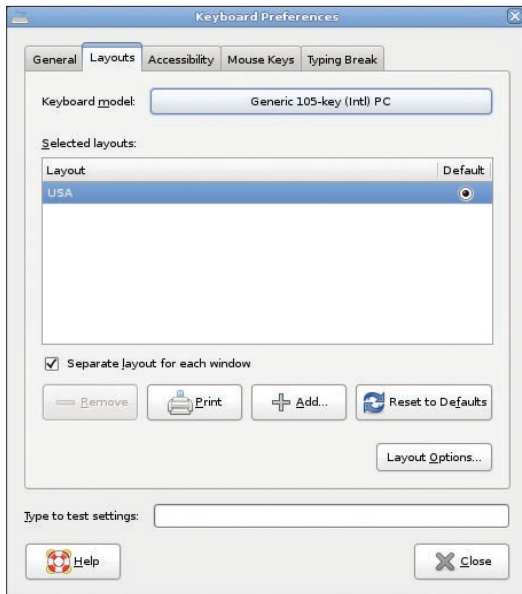 Keyboard Preferences
General Layouts Accessibility Mouse Keys Typing Break
Keyboard model: Generic 105-key (Intl) PC
Selected layouts:
Layout Default
USA
Separate layout for each window
Remove Print Add... Reset to Defaults
Layout Options...
Type to test settings:
Help Close